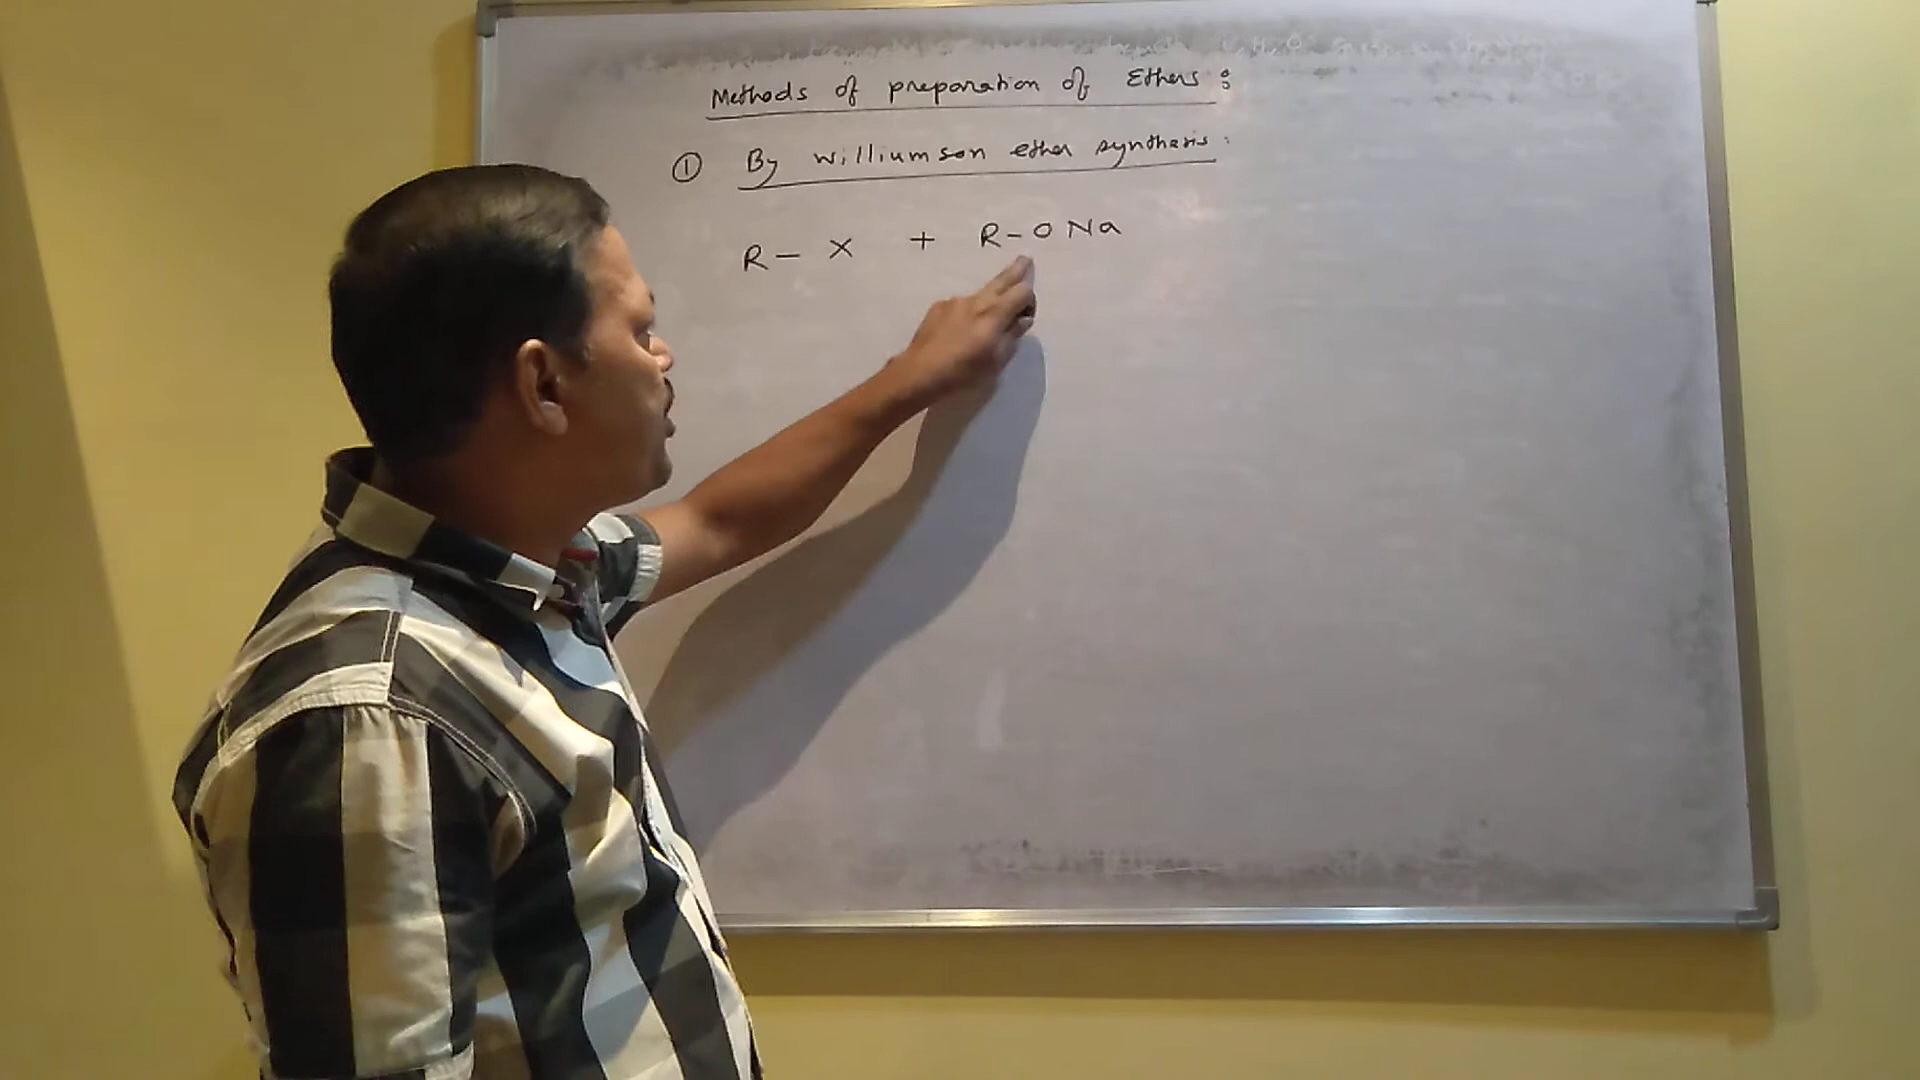 Methods of preparation of Ethers :
① By williumson ether synthesis :
R – X + R – O Na